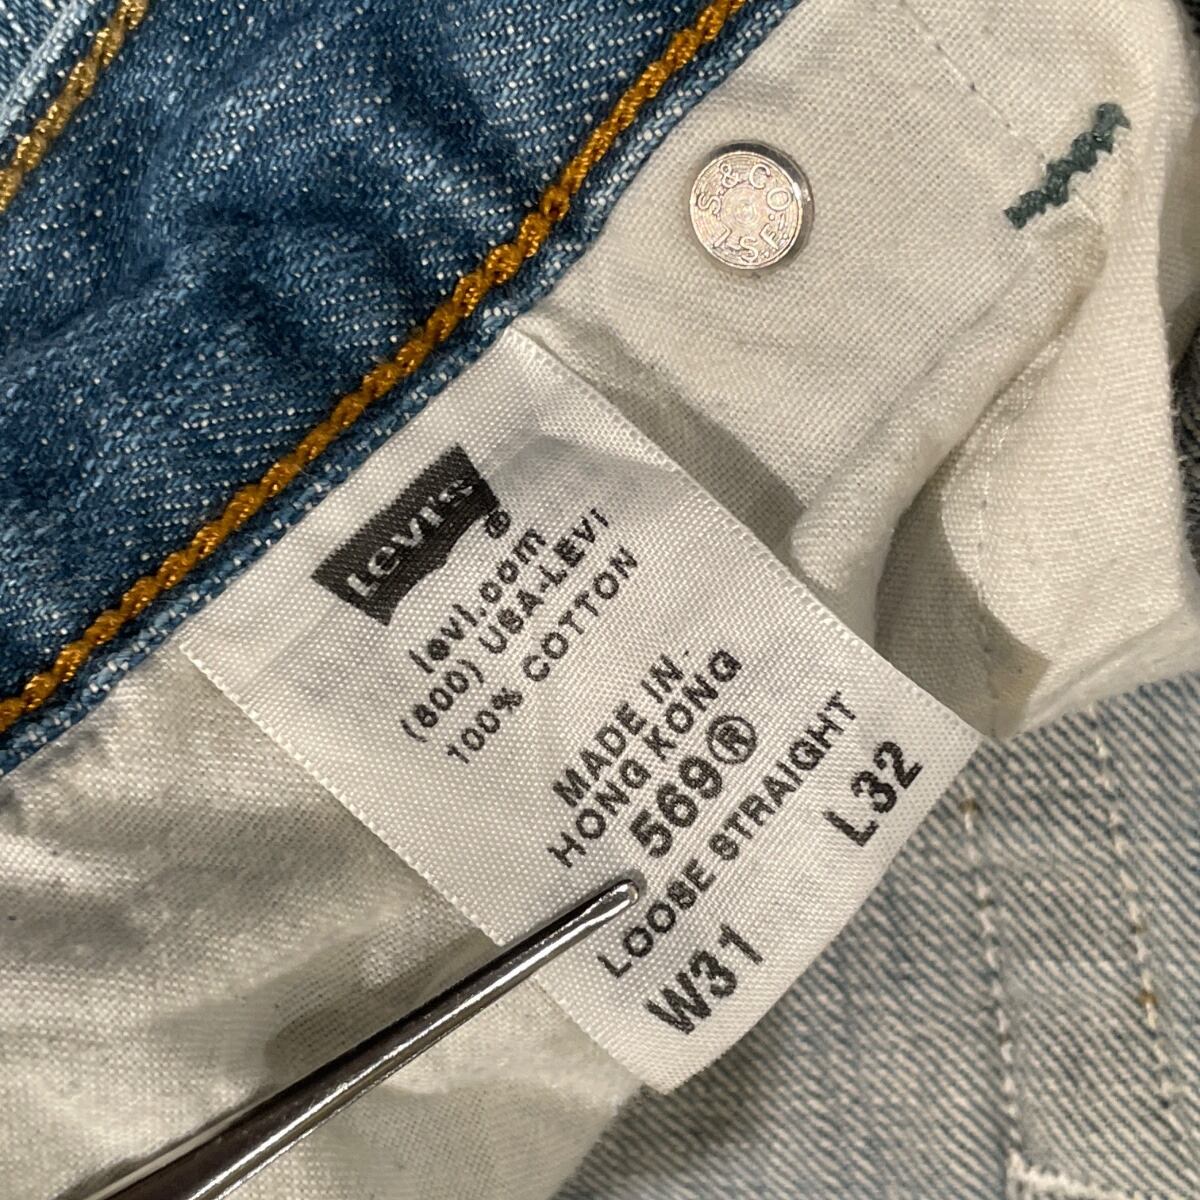 L.S.&CO.S.F.
Levi's®
levi.com
(800) USA-LEVI
100% COTTON
MADE IN
HONG KONG
569®
LOOSE STRAIGHT
W31 L32